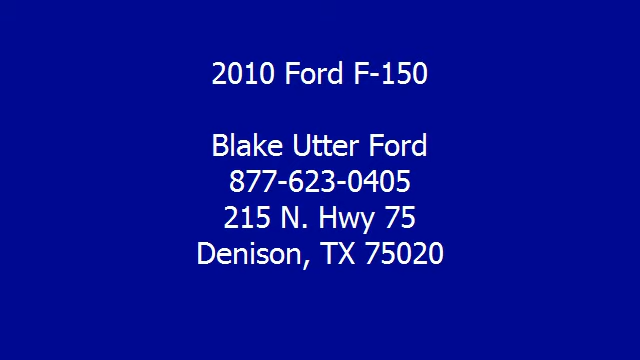 2010 Ford F-150
Blake Utter Ford
877-623-0405
215 N. Hwy 75
Denison, TX 75020